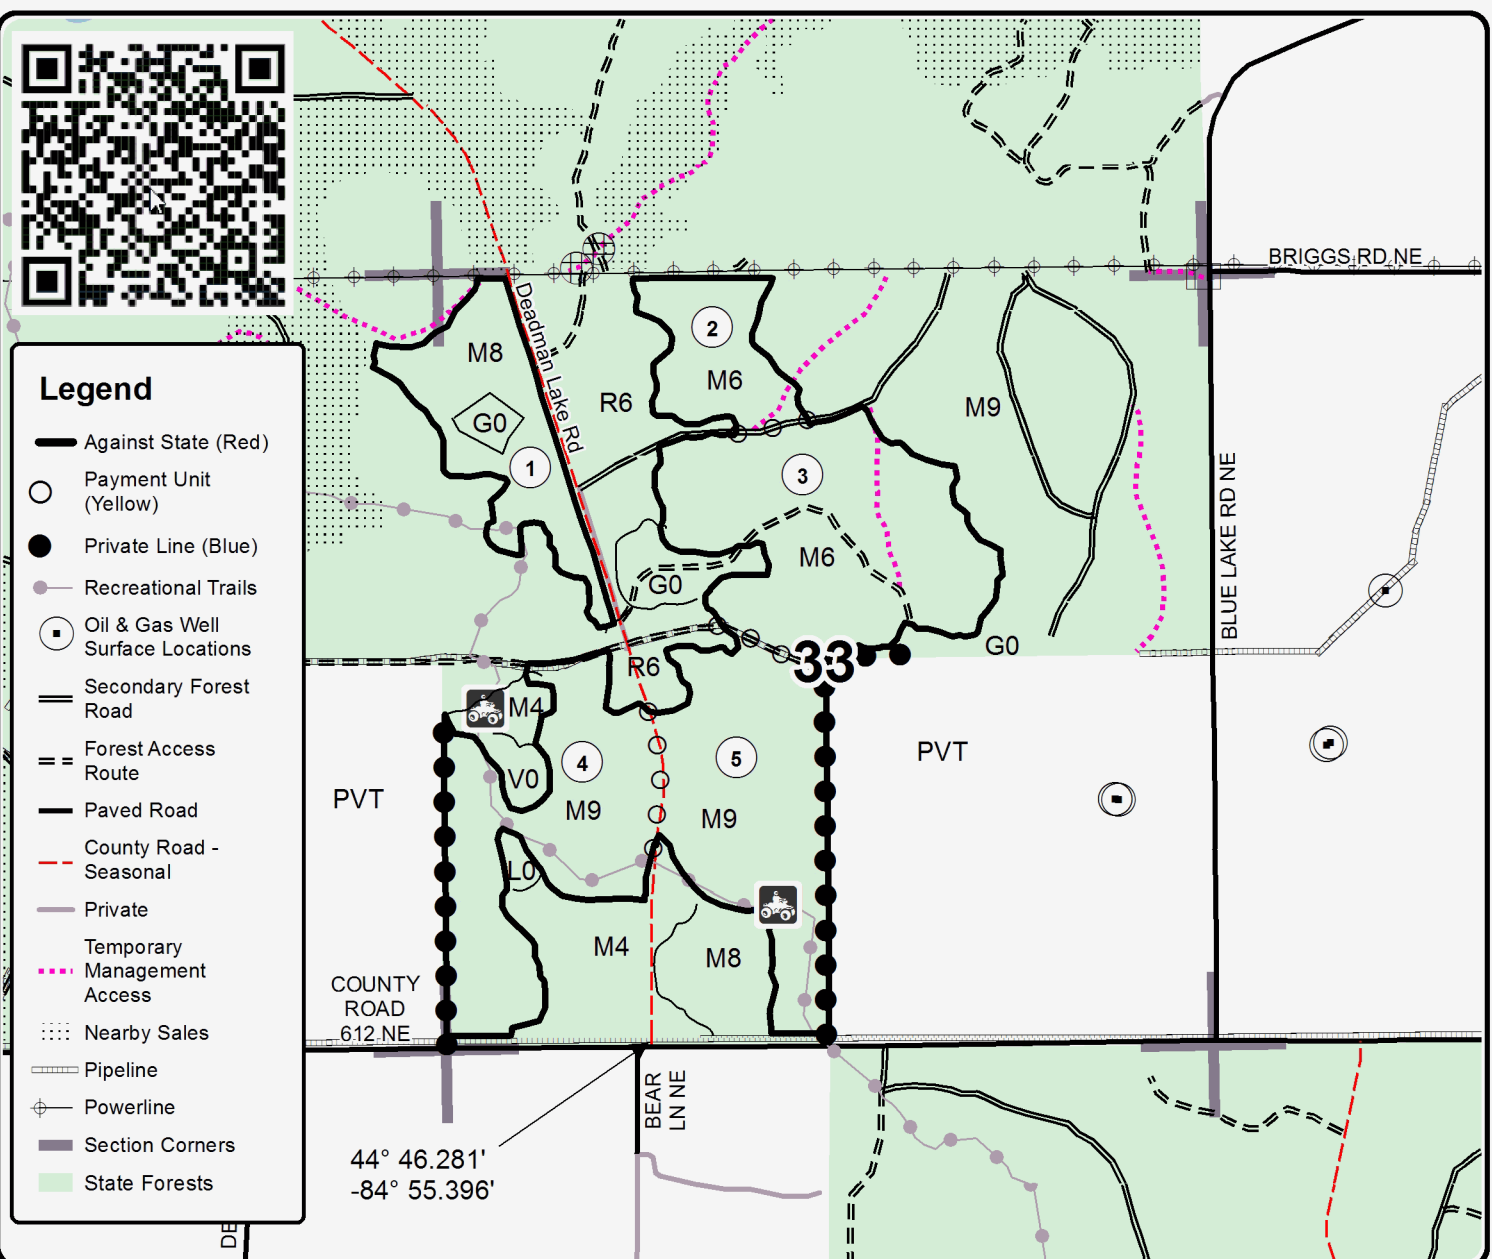 BRIGGS RD NE
Deadman Lake Rd
2
M8
M6
R6
M9
G0
1
3
BLUE LAKE RD NE
M6
G0
G0
33
R6
M4
PVT
4
5
V0
PVT
M9
M9
L0
M4
M8
COUNTY
ROAD
612 NE
BEAR
LN NE
44° 46.281'
-84° 55.396'
DE
Legend
Against State (Red)
Payment Unit
(Yellow)
Private Line (Blue)
Recreational Trails
Oil & Gas Well
Surface Locations
Secondary Forest
Road
Forest Access
Route
Paved Road
County Road -
Seasonal
Private
Temporary
Management
Access
Nearby Sales
Pipeline
Powerline
Section Corners
State Forests